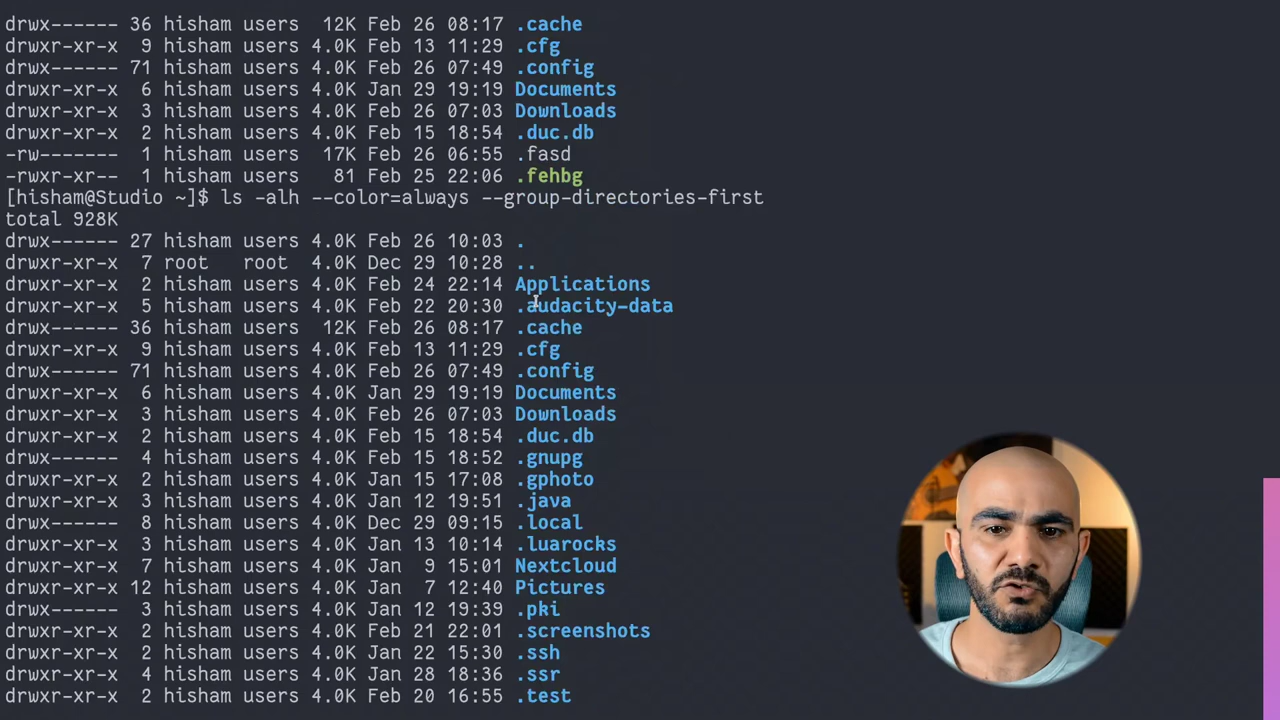 drwx------ 36 hisham users  12K Feb 26 08:17 .cache
drwxr-xr-x  9 hisham users 4.0K Feb 13 11:29 .cfg
drwx------ 71 hisham users 4.0K Feb 26 07:49 .config
drwxr-xr-x  6 hisham users 4.0K Jan 29 19:19 Documents
drwxr-xr-x  3 hisham users 4.0K Feb 26 07:03 Downloads
drwxr-xr-x  2 hisham users 4.0K Feb 15 18:54 .duc.db
-rw-------  1 hisham users  17K Feb 26 06:55 .fasd
-rwxr-xr-x  1 hisham users   81 Feb 25 22:06 .fehbg
[hisham@Studio ~]$ ls -alh --color=always --group-directories-first
total 928K
drwx------ 27 hisham users 4.0K Feb 26 10:03 .
drwxr-xr-x  7 root   root  4.0K Dec 29 10:28 ..
drwxr-xr-x  2 hisham users 4.0K Feb 24 22:14 Applications
drwxr-xr-x  5 hisham users 4.0K Feb 22 20:30 .audacity-data
drwx------ 36 hisham users  12K Feb 26 08:17 .cache
drwxr-xr-x  9 hisham users 4.0K Feb 13 11:29 .cfg
drwx------ 71 hisham users 4.0K Feb 26 07:49 .config
drwxr-xr-x  6 hisham users 4.0K Jan 29 19:19 Documents
drwxr-xr-x  3 hisham users 4.0K Feb 26 07:03 Downloads
drwxr-xr-x  2 hisham users 4.0K Feb 15 18:54 .duc.db
drwx------  4 hisham users 4.0K Feb 15 18:52 .gnupg
drwxr-xr-x  2 hisham users 4.0K Jan 15 17:08 .gphoto
drwxr-xr-x  3 hisham users 4.0K Jan 12 19:51 .java
drwx------  8 hisham users 4.0K Dec 29 09:15 .local
drwxr-xr-x  3 hisham users 4.0K Jan 13 10:14 .luarocks
drwxr-xr-x  7 hisham users 4.0K Jan  9 15:01 Nextcloud
drwxr-xr-x 12 hisham users 4.0K Jan  7 12:40 Pictures
drwx------  3 hisham users 4.0K Jan 12 19:39 .pki
drwxr-xr-x  2 hisham users 4.0K Feb 21 22:01 .screenshots
drwx------  2 hisham users 4.0K Jan 22 15:30 .ssh
drwxr-xr-x  4 hisham users 4.0K Jan 28 18:36 .ssr
drwxr-xr-x  2 hisham users 4.0K Feb 20 16:55 .test